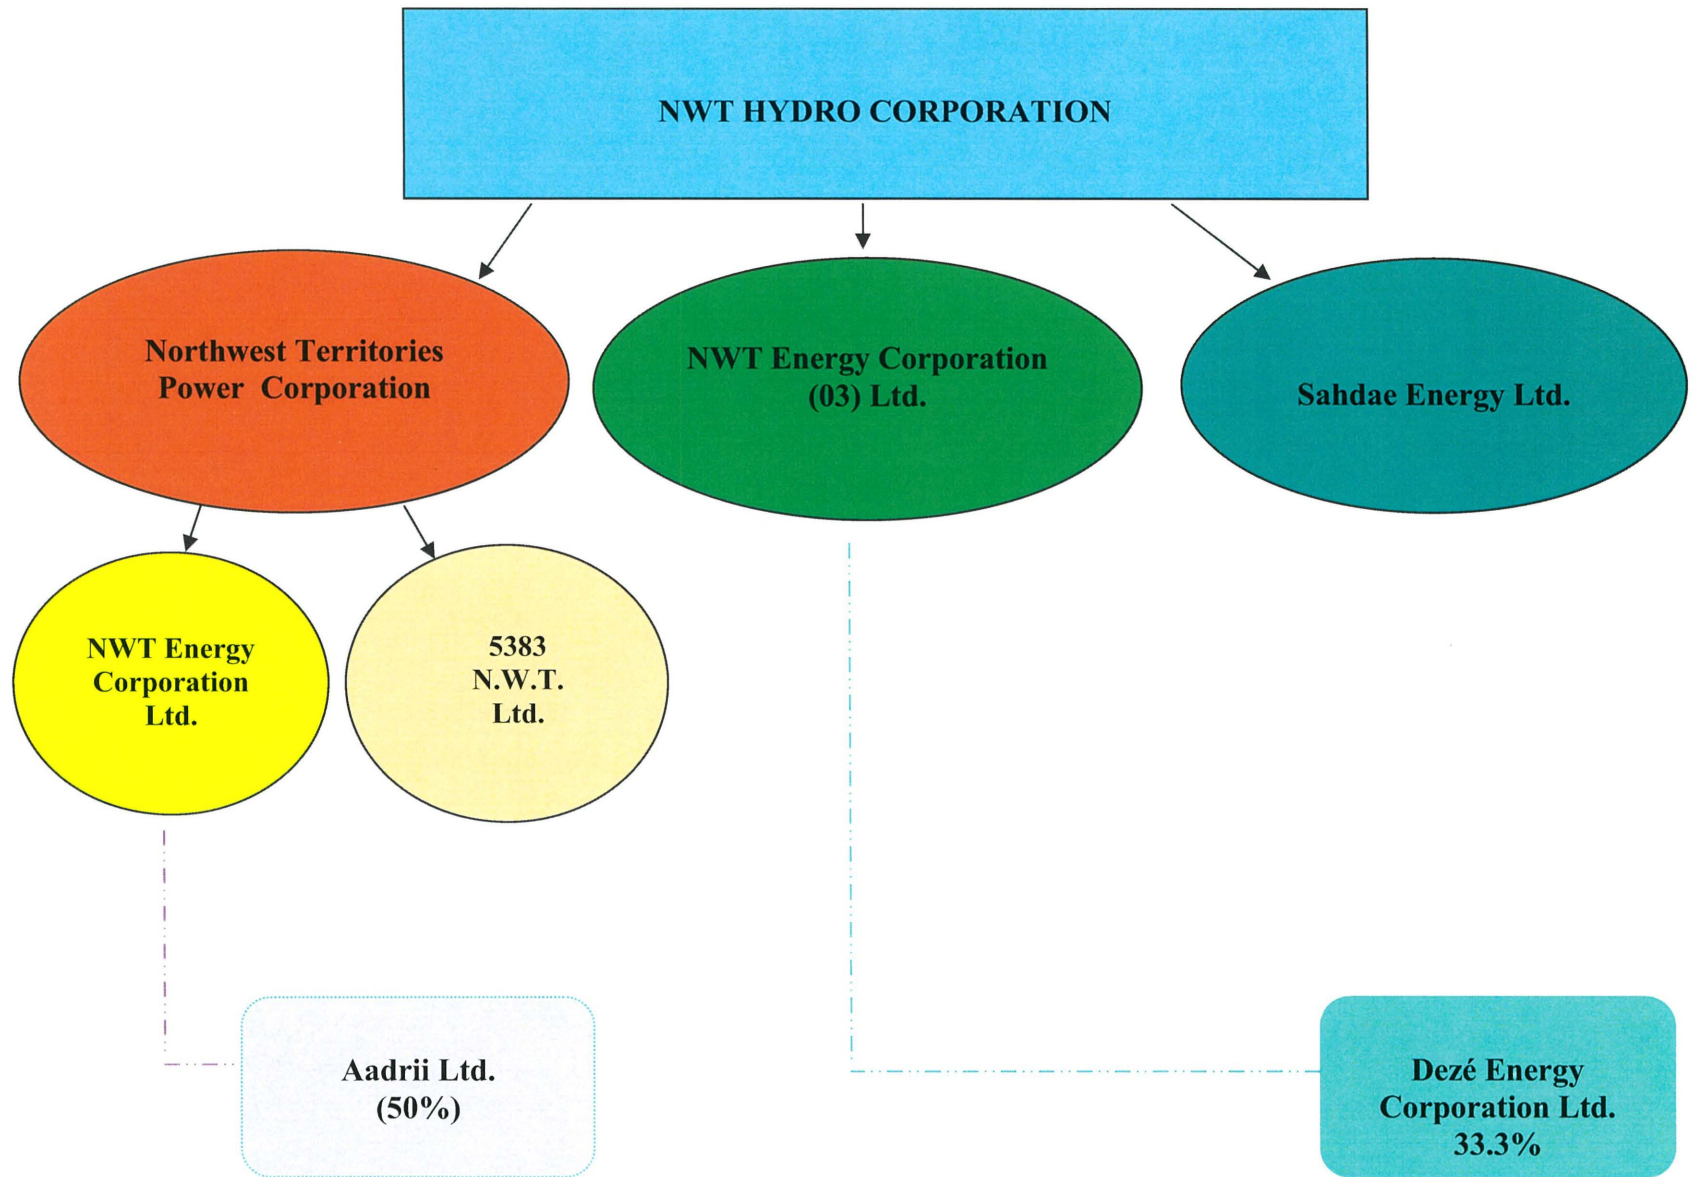 NWT HYDRO CORPORATION
Northwest Territories
Power Corporation
NWT Energy Corporation
(03) Ltd.
Sahdae Energy Ltd.
NWT Energy
Corporation
Ltd.
5383
N.W.T.
Ltd.
Aadrii Ltd.
(50%)
Dezé Energy
Corporation Ltd.
33.3%